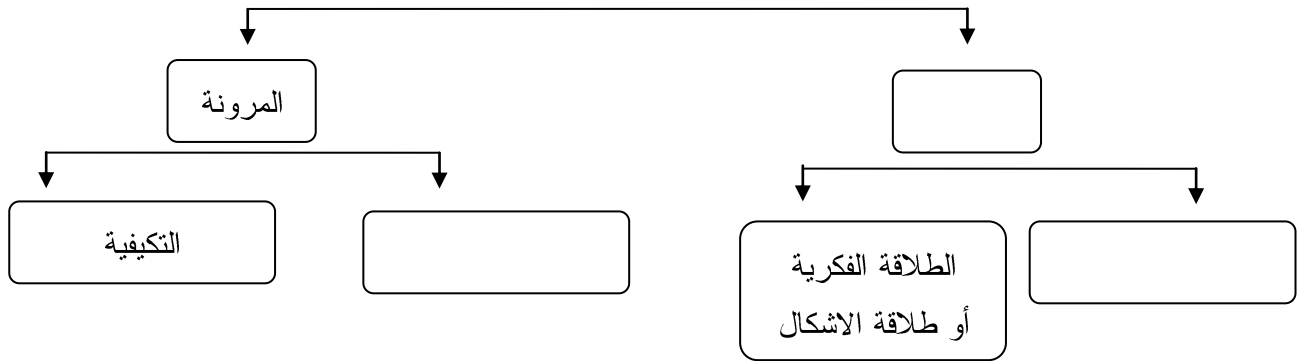 المرونة
التكيفية
الطلاقة الفكرية
أو طلاقة الاشكال